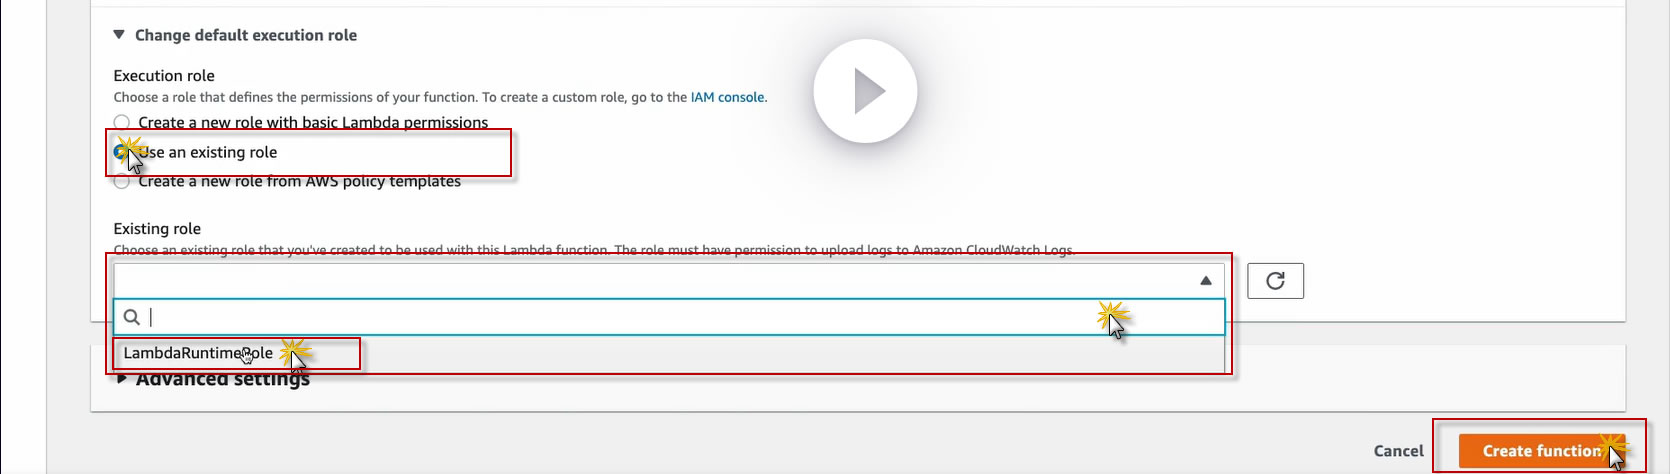 Change default execution role
Execution role
Choose a role that defines the permissions of your function. To create a custom role, go to the IAM console.
Create a new role with basic Lambda permissions
Use an existing role
Create a new role from AWS policy templates
Existing role
Choose an existing role that you've created to be used with this Lambda function. The role must have permission to upload logs to Amazon CloudWatch Logs.
LambdaRuntimeRole
Advanced settings
Cancel
Create function